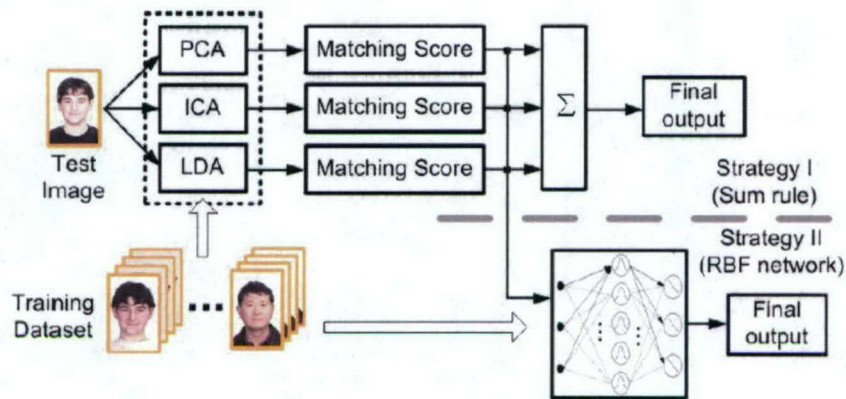 PCA
Matching Score
ICA
Matching Score
Σ
Final
output
LDA
Matching Score
Test
Image
Strategy I
(Sum rule)
Strategy II
(RBF network)
Training
Dataset
Final
output